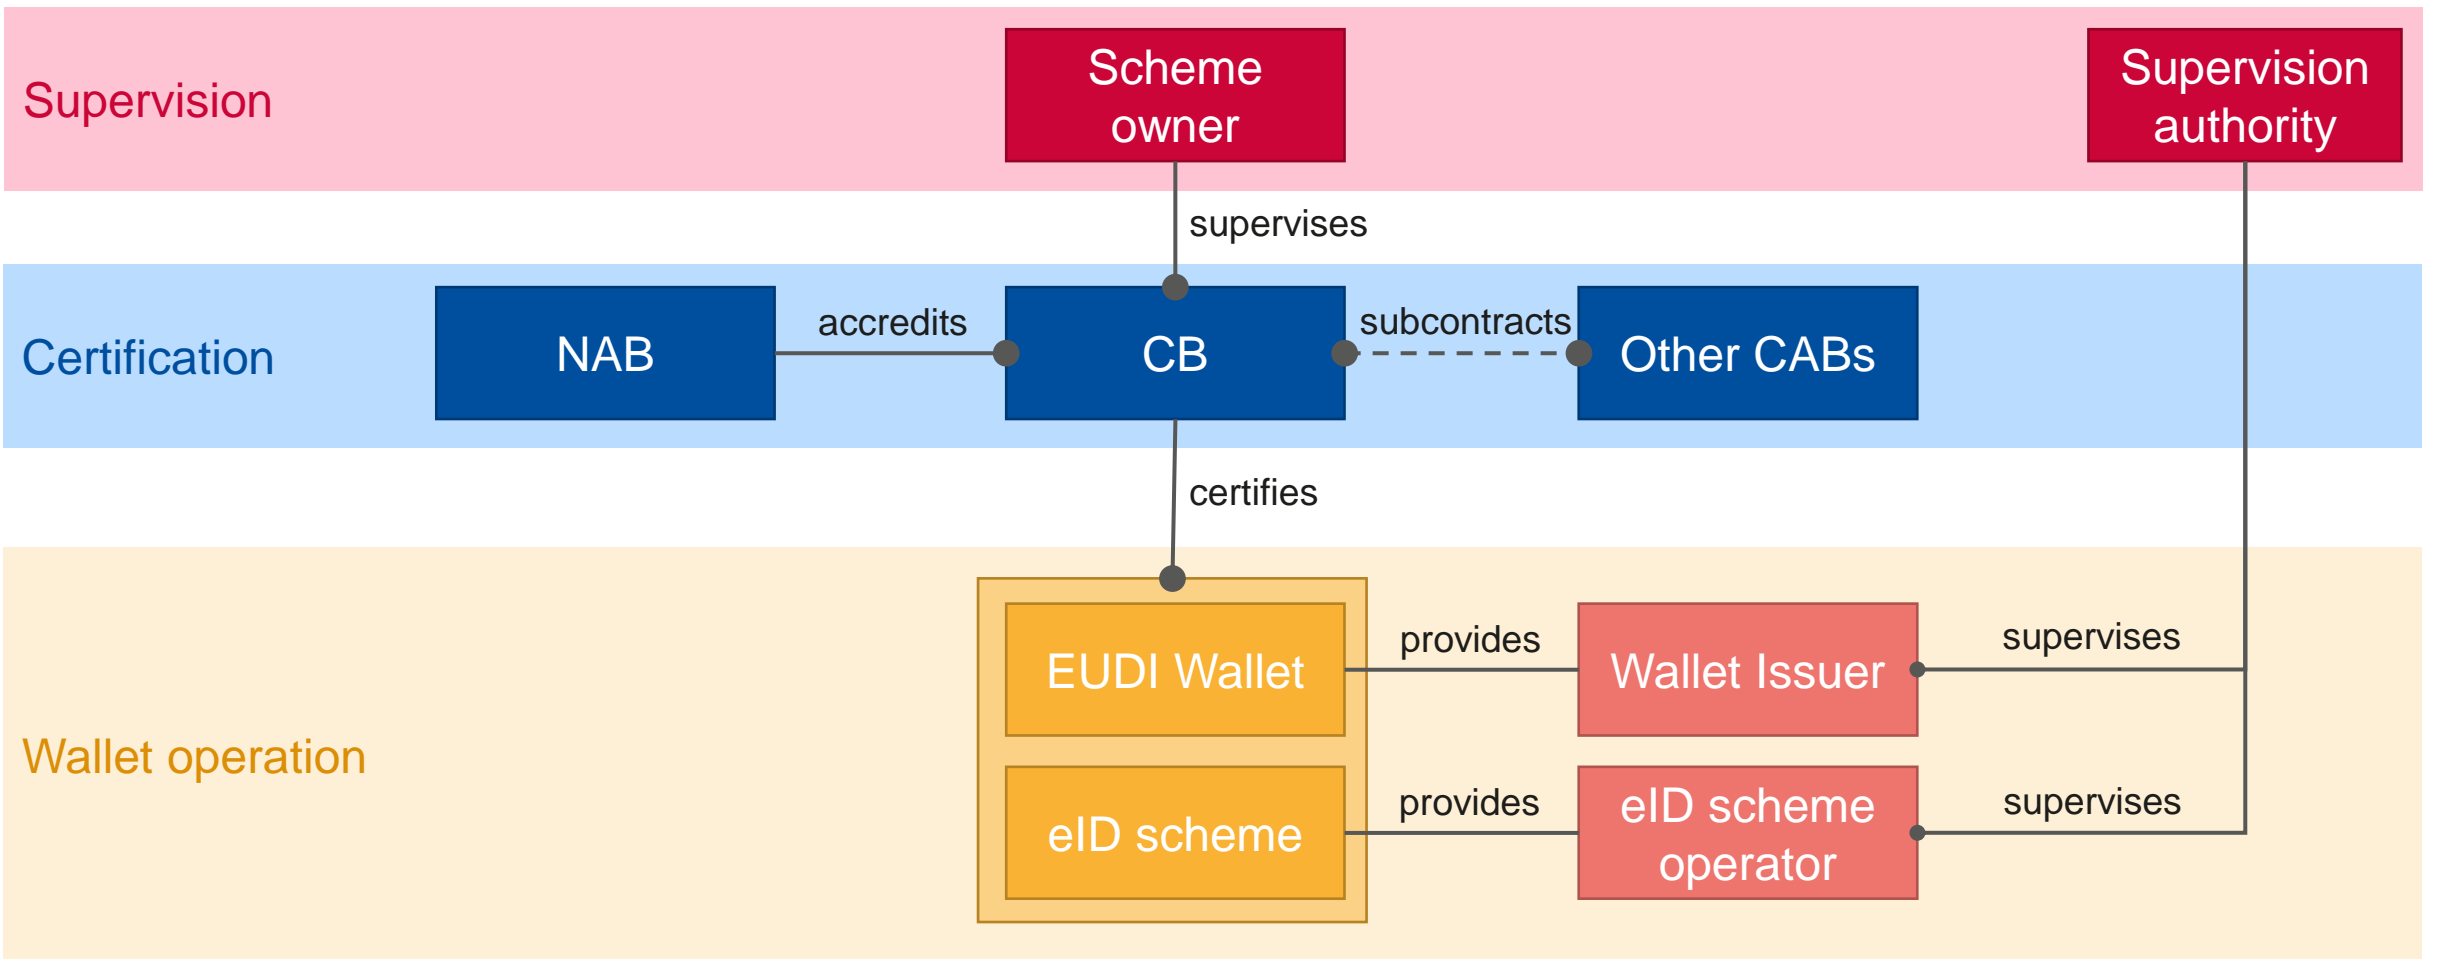 Supervision
Scheme
owner
Supervision
authority
supervises
Certification
NAB
accredits
CB
subcontracts
Other CABs
certifies
Wallet operation
EUDI Wallet
provides
Wallet Issuer
supervises
eID scheme
provides
eID scheme
operator
supervises